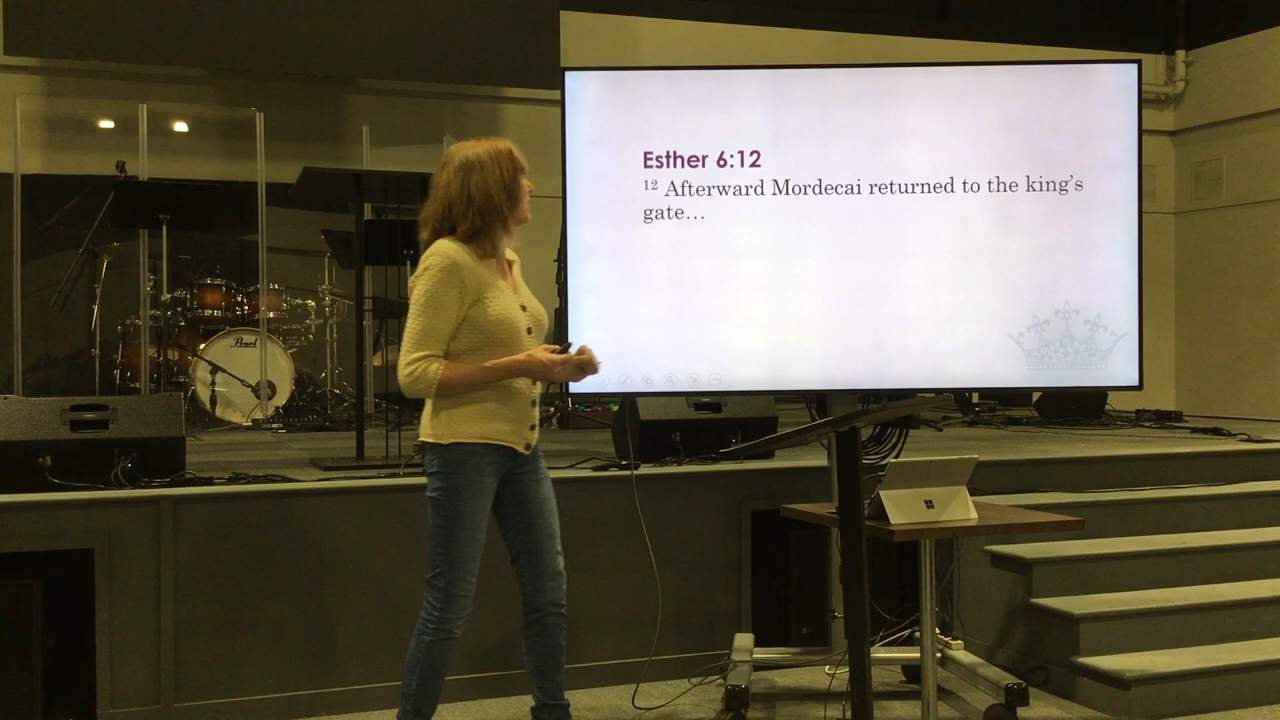 Esther 6:12
¹² Afterward Mordecai returned to the king's
gate...
Pearl